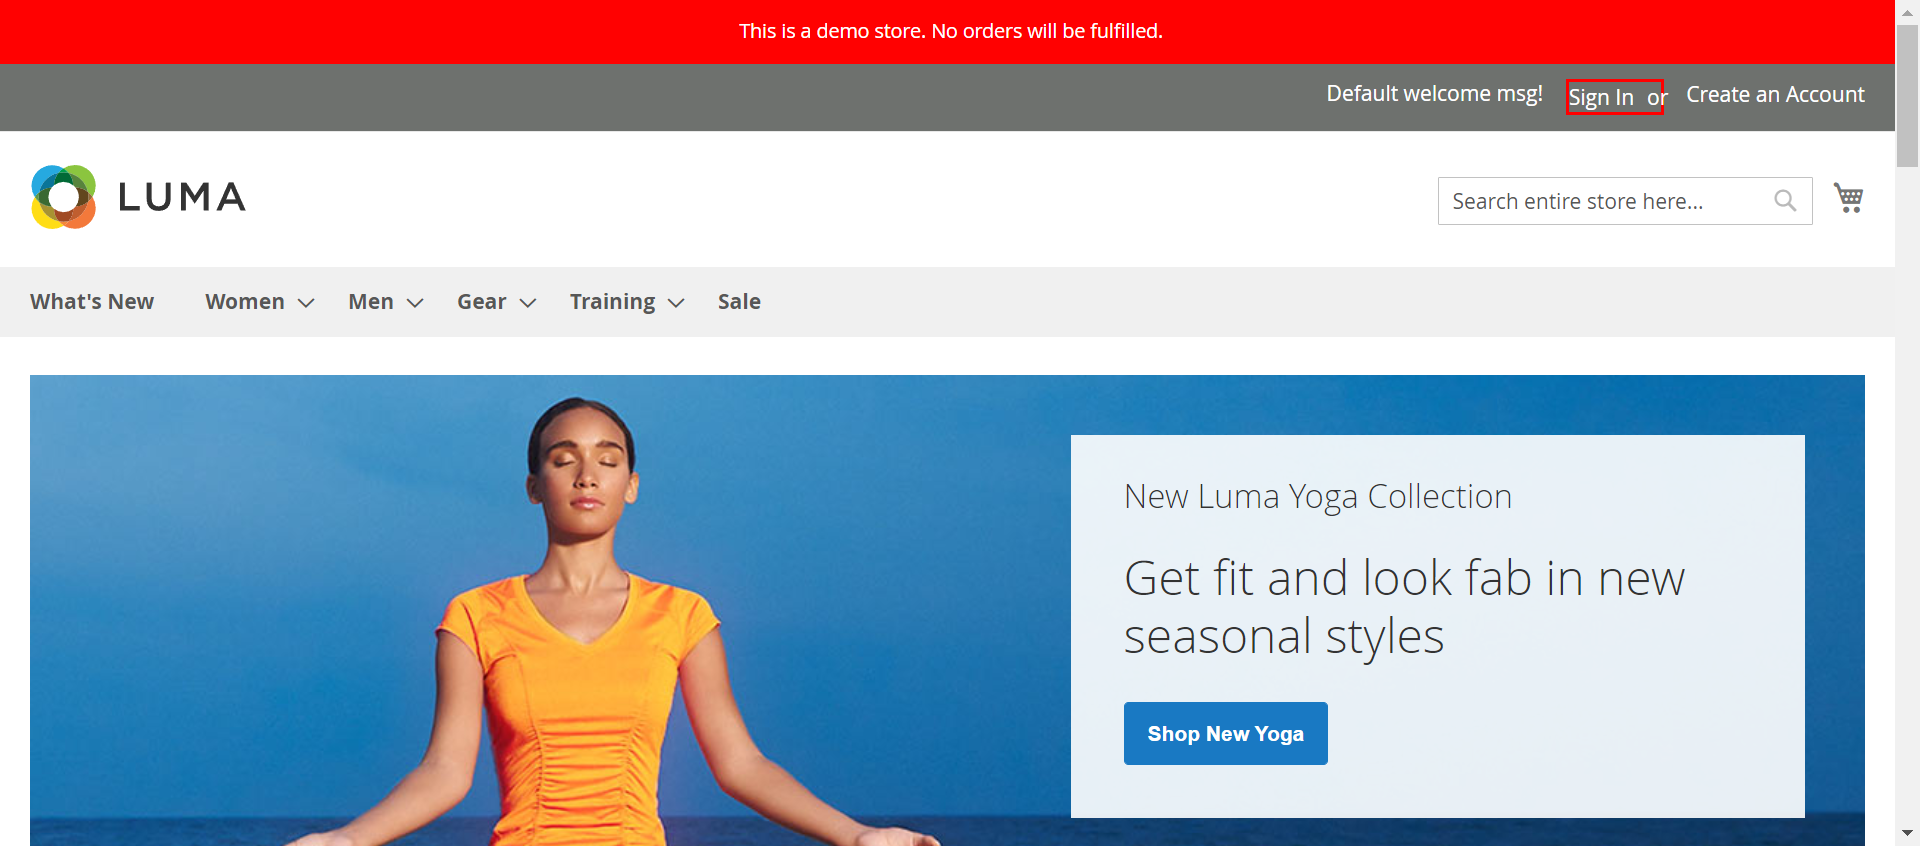 This is a demo store. No orders will be fulfilled.
Default welcome msg! Sign In or Create an Account
LUMA
Search entire store here...
What's New Women Men Gear Training Sale
New Luma Yoga Collection
Get fit and look fab in new
seasonal styles
Shop New Yoga